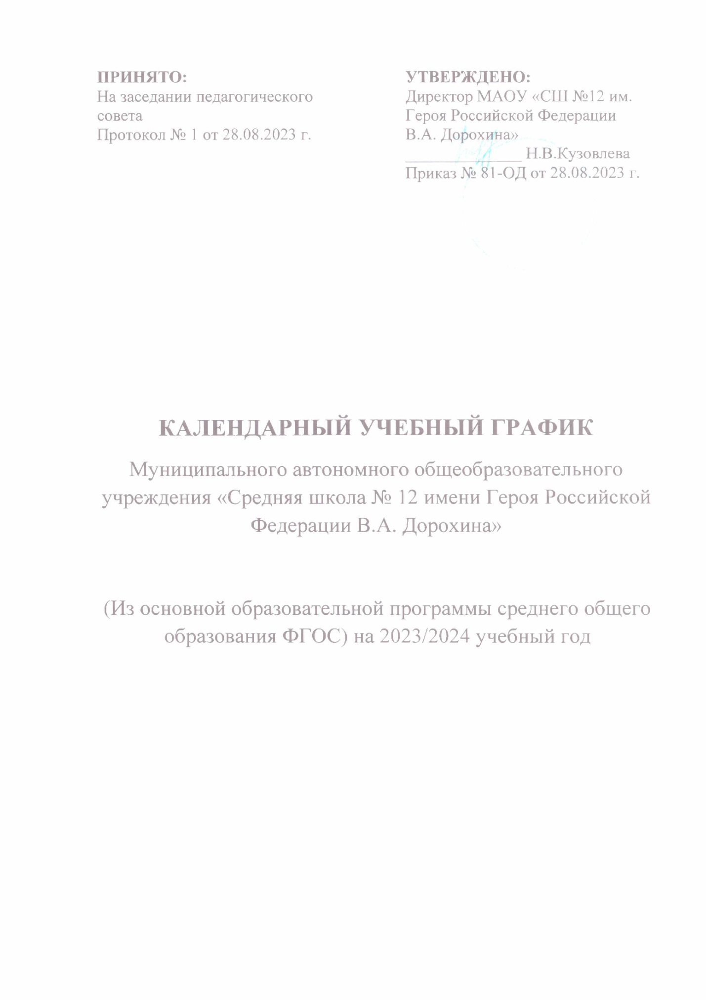 ПРИНЯТО:
На заседании педагогического
совета
Протокол № 1 от 28.08.2023 г.
УТВЕРЖДЕНО:
Директор МАОУ «СШ №12 им.
Героя Российской Федерации
В.А. Дорохина»
______________ Н.В.Кузовлева
Приказ № 81-ОД от 28.08.2023 г.
КАЛЕНДАРНЫЙ УЧЕБНЫЙ ГРАФИК
Муниципального автономного общеобразовательного
учреждения «Средняя школа № 12 имени Героя Российской
Федерации В.А. Дорохина»
(Из основной образовательной программы среднего общего
образования ФГОС) на 2023/2024 учебный год